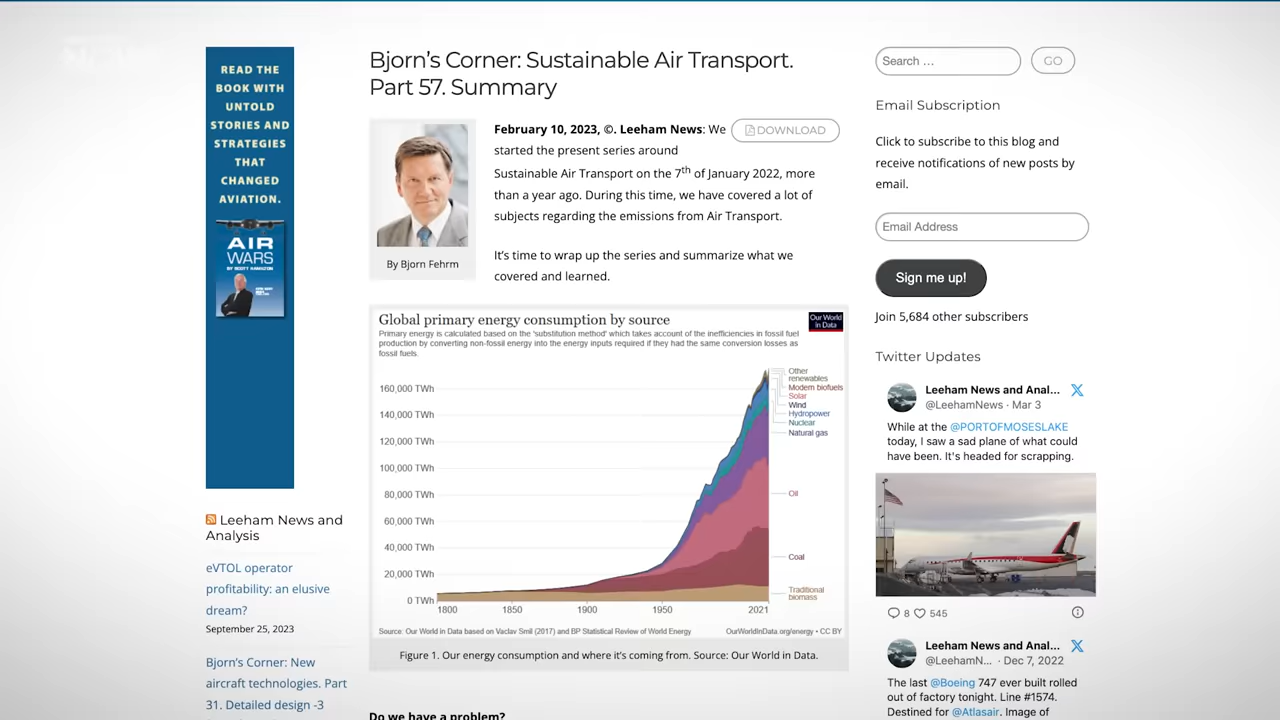 READ THE
BOOK WITH
UNTOLD
STORIES AND
STRATEGIES
THAT
CHANGED
AVIATION.
AIR
WARS
BY SCOTT HAMILTON
Leeham News and
Analysis
eVTOL operator
profitability: an elusive
dream?
September 25, 2023
Bjorn's Corner: New
aircraft technologies. Part
31. Detailed design -3
Bjorn's Corner: Sustainable Air Transport.
Part 57. Summary
By Bjorn Fehrm
February 10, 2023, ©. Leeham News: We
DOWNLOAD
started the present series around
Sustainable Air Transport on the 7th of January 2022, more
than a year ago. During this time, we have covered a lot of
subjects regarding the emissions from Air Transport.
It's time to wrap up the series and summarize what we
covered and learned.
Global primary energy consumption by source
Our World
in Data
Primary energy is calculated based on the 'substitution method' which takes account of the inefficiencies in fossil fuel
production by converting non-fossil energy into the energy inputs required if they had the same conversion losses as
fossil fuels.
160,000 TWh
140,000 TWh
120,000 TWh
100,000 TWh
80,000 TWh
60,000 TWh
40,000 TWh
20,000 TWh
0 TWh
1800
1850
1900
1950
2021
Other
renewables
Modern biofuels
Solar
Wind
Hydropower
Nuclear
Natural gas
Oil
Coal
Traditional
biomass
Source: Our World in Data based on Vaclav Smil (2017) and BP Statistical Review of World Energy
OurWorldInData.org/energy • CC BY
Figure 1. Our energy consumption and where it's coming from. Source: Our World in Data.
Do we have a problem?
Search …
GO
Email Subscription
Click to subscribe to this blog and
receive notifications of new posts by
email.
Email Address
Sign me up!
Join 5,684 other subscribers
Twitter Updates
Leeham News and Anal...
@LeehamNews · Mar 3
While at the @PORTOFMOSESLAKE
today, I saw a sad plane of what could
have been. It's headed for scrapping.
8
545
Leeham News and Anal...
@LeehamN... · Dec 7, 2022
The last @Boeing 747 ever built rolled
out of factory tonight. Line #1574.
Destined for @Atlasair. Image of